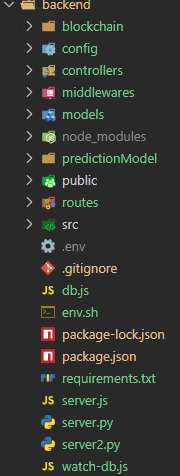 backend
blockchain
config
controllers
middlewares
models
node_modules
predictionModel
public
routes
src
.env
.gitignore
JS db.js
env.sh
package-lock.json
package.json
requirements.txt
JS server.js
server.py
server2.py
JS watch-db.js